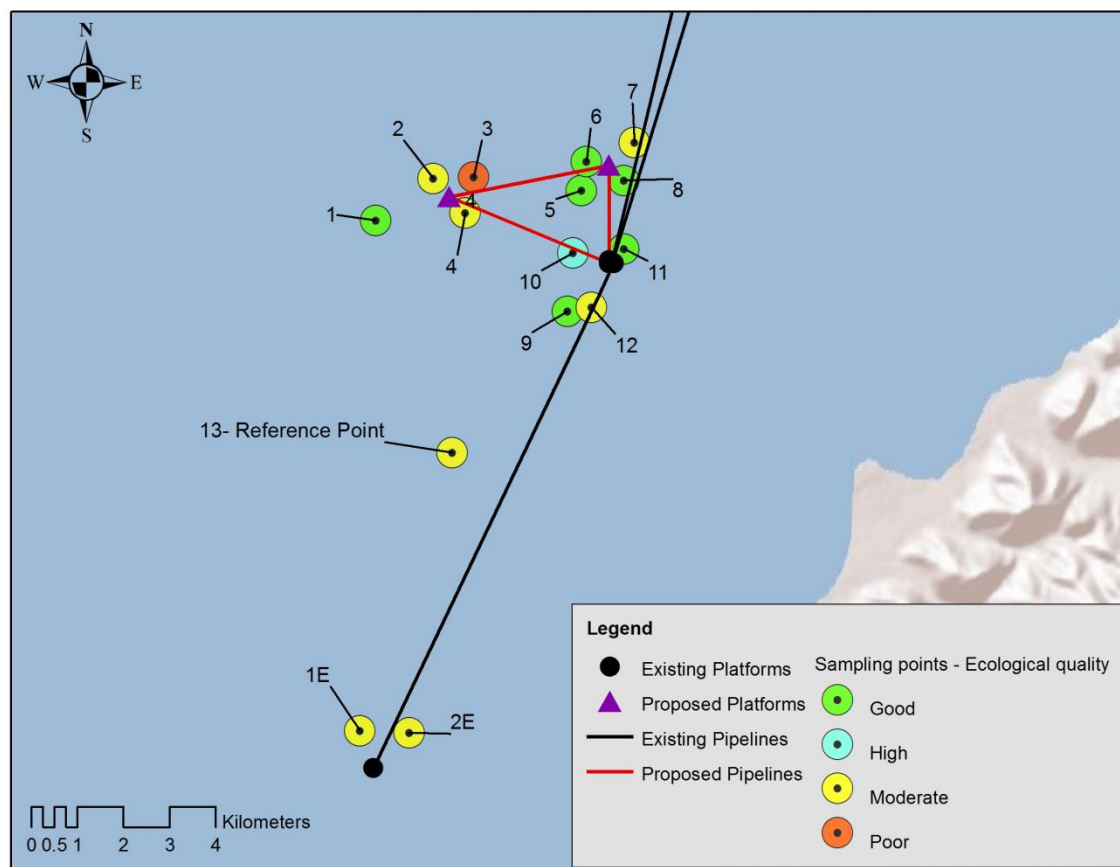 N
W E
S
7
6
2 3
8
5
1
4
4
10 11
9 12
13- Reference Point
1E
2E
Kilometers
0 0.5 1 2 3 4
Legend
Existing Platforms
Proposed Platforms
Existing Pipelines
Proposed Pipelines
Sampling points - Ecological quality
Good
High
Moderate
Poor